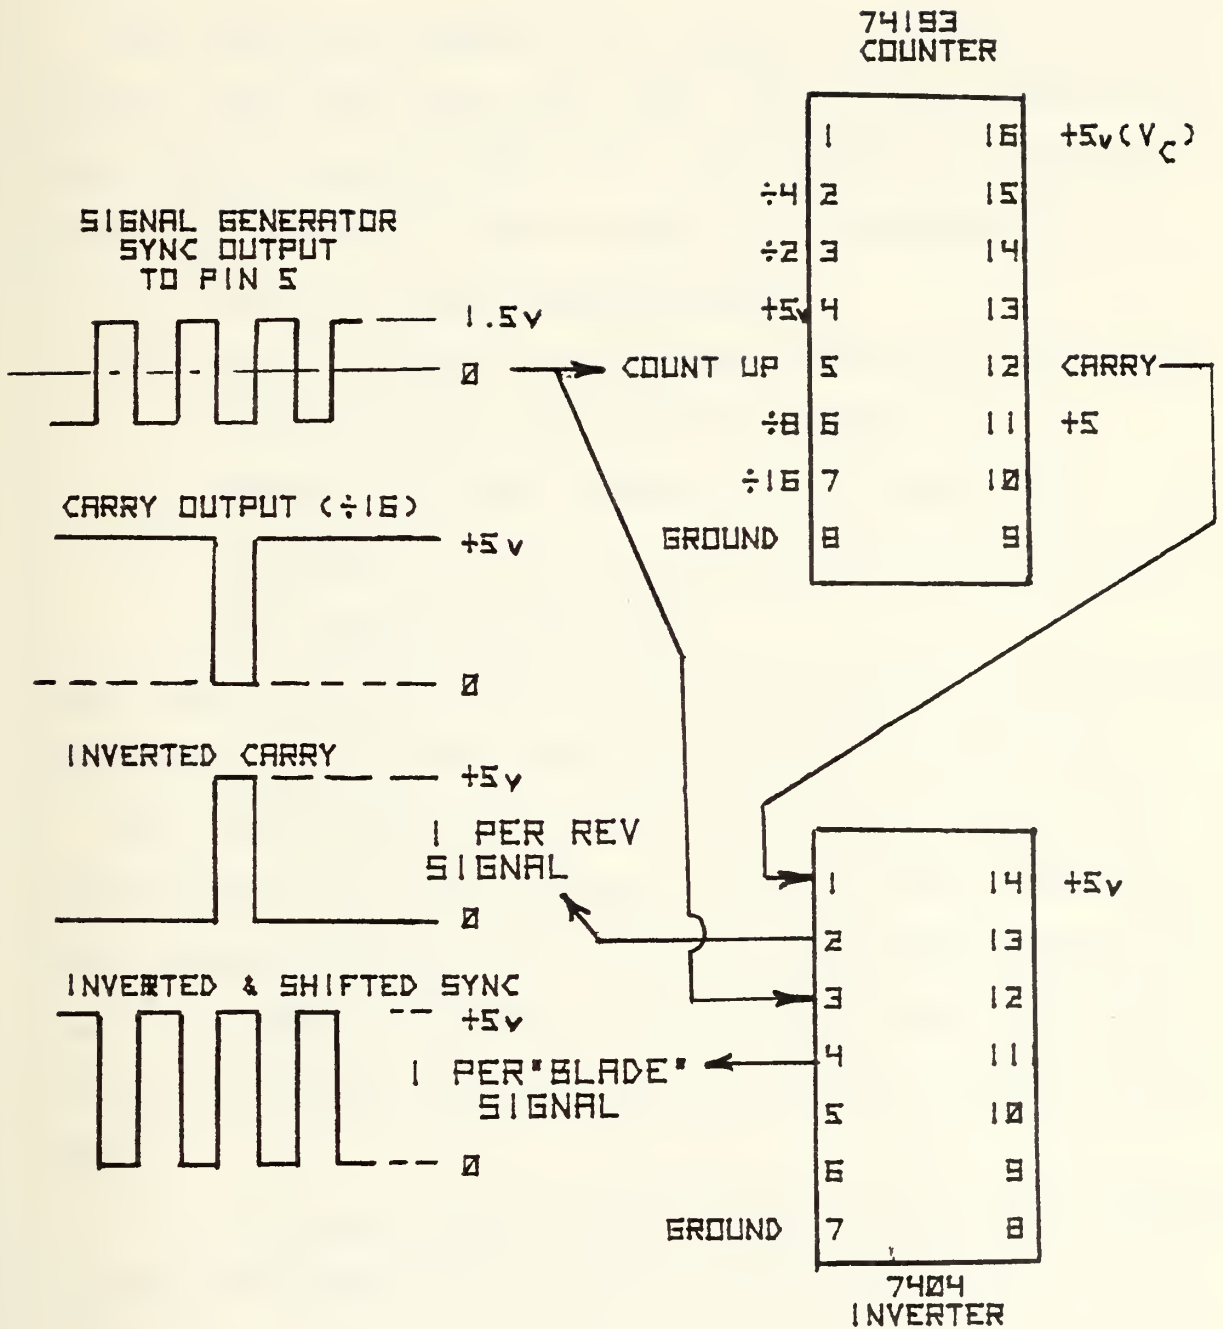 74193
COUNTER
1 16 +5v(VC)
÷4 2 15
÷2 3 14
+5v 4 13
COUNT UP 5 12 CARRY
÷8 6 11 +5
÷16 7 10
GROUND 8 9
SIGNAL GENERATOR
SYNC OUTPUT
TO PIN 5
1.5v
0
CARRY OUTPUT (÷16)
+5v
0
INVERTED CARRY
+5v
0
1 PER REV
SIGNAL
INVERTED & SHIFTED SYNC
+5v
0
1 PER"BLADE"
SIGNAL
1 14 +5v
2 13
3 12
4 11
5 10
6 9
GROUND 7 8
7404
INVERTER